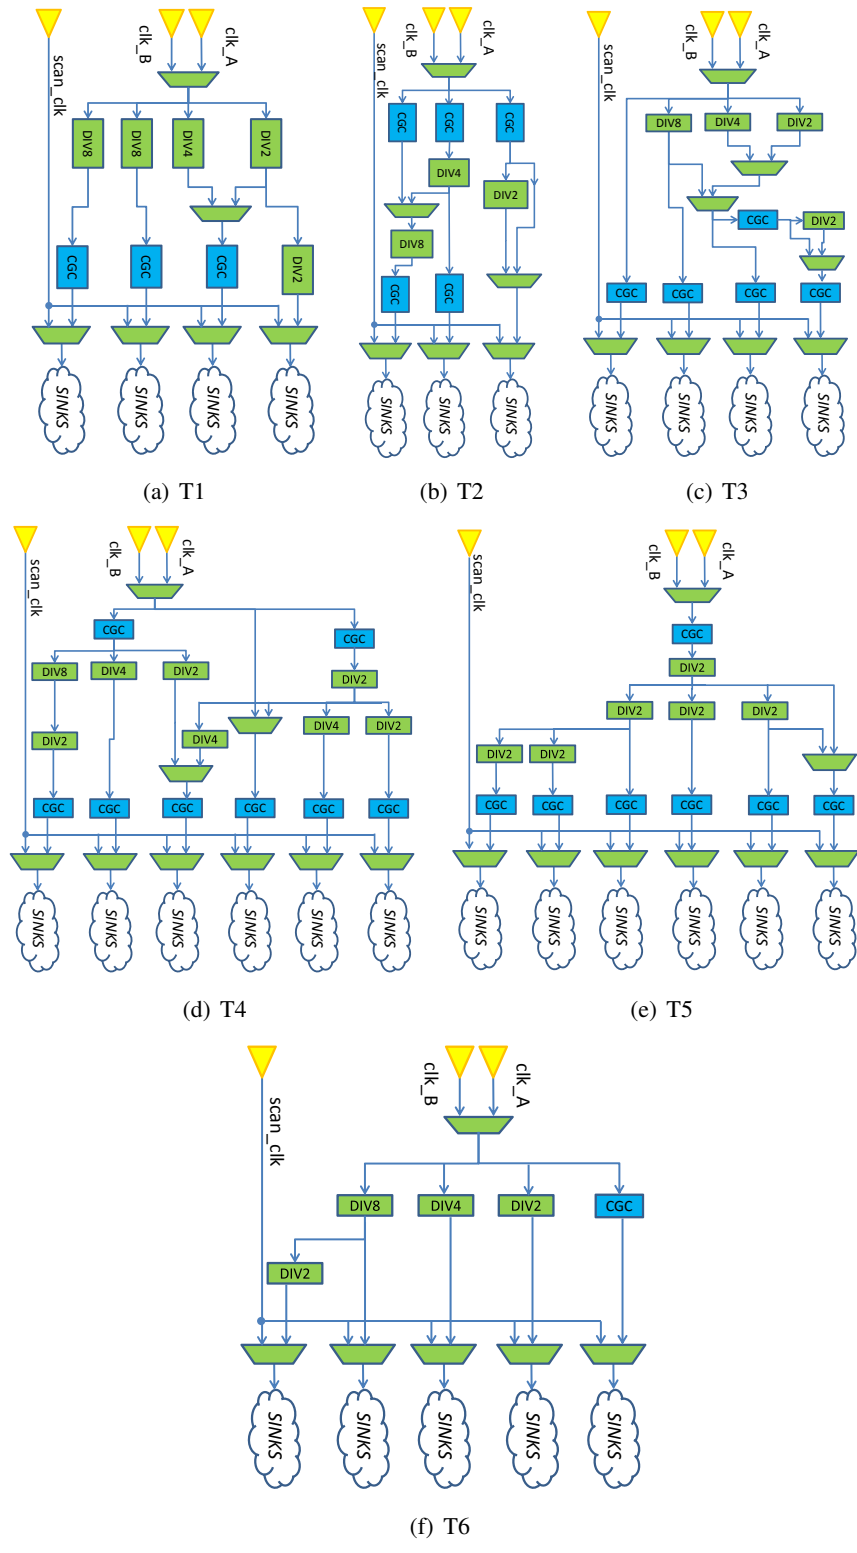 scan_clk
clk_B
clk_A
DIV8
DIV8
DIV4
DIV2
CGC
CGC
CGC
DIV2
SINKS
SINKS
SINKS
SINKS
(a) T1
scan_clk
clk_B
clk_A
CGC
CGC
CGC
DIV4
DIV2
DIV8
CGC
CGC
SINKS
SINKS
SINKS
(b) T2
scan_clk
clk_B
clk_A
DIV8
DIV4
DIV2
CGC
DIV2
CGC
CGC
CGC
CGC
SINKS
SINKS
SINKS
SINKS
(c) T3
scan_clk
clk_B
clk_A
CGC
CGC
DIV8
DIV4
DIV2
DIV2
DIV2
DIV4
DIV4
DIV2
CGC
CGC
CGC
CGC
CGC
CGC
SINKS
SINKS
SINKS
SINKS
SINKS
SINKS
(d) T4
scan_clk
clk_B
clk_A
CGC
DIV2
DIV2
DIV2
DIV2
DIV2
DIV2
CGC
CGC
CGC
CGC
CGC
CGC
SINKS
SINKS
SINKS
SINKS
SINKS
SINKS
(e) T5
scan_clk
clk_B
clk_A
DIV8
DIV4
DIV2
CGC
DIV2
SINKS
SINKS
SINKS
SINKS
SINKS
(f) T6